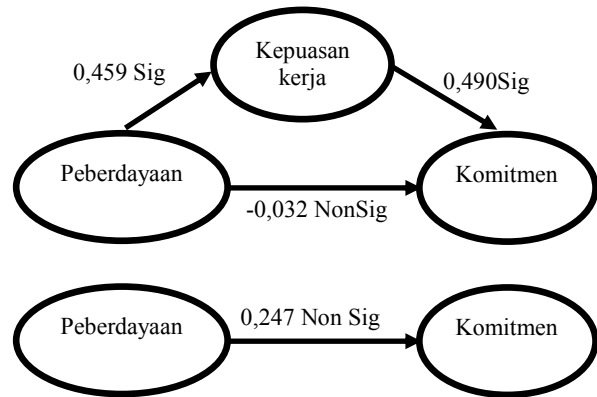 Kepuasan
kerja
0,459 Sig
0,490Sig
Peberdayaan
Komitmen
-0,032 NonSig
Peberdayaan
0,247 Non Sig
Komitmen